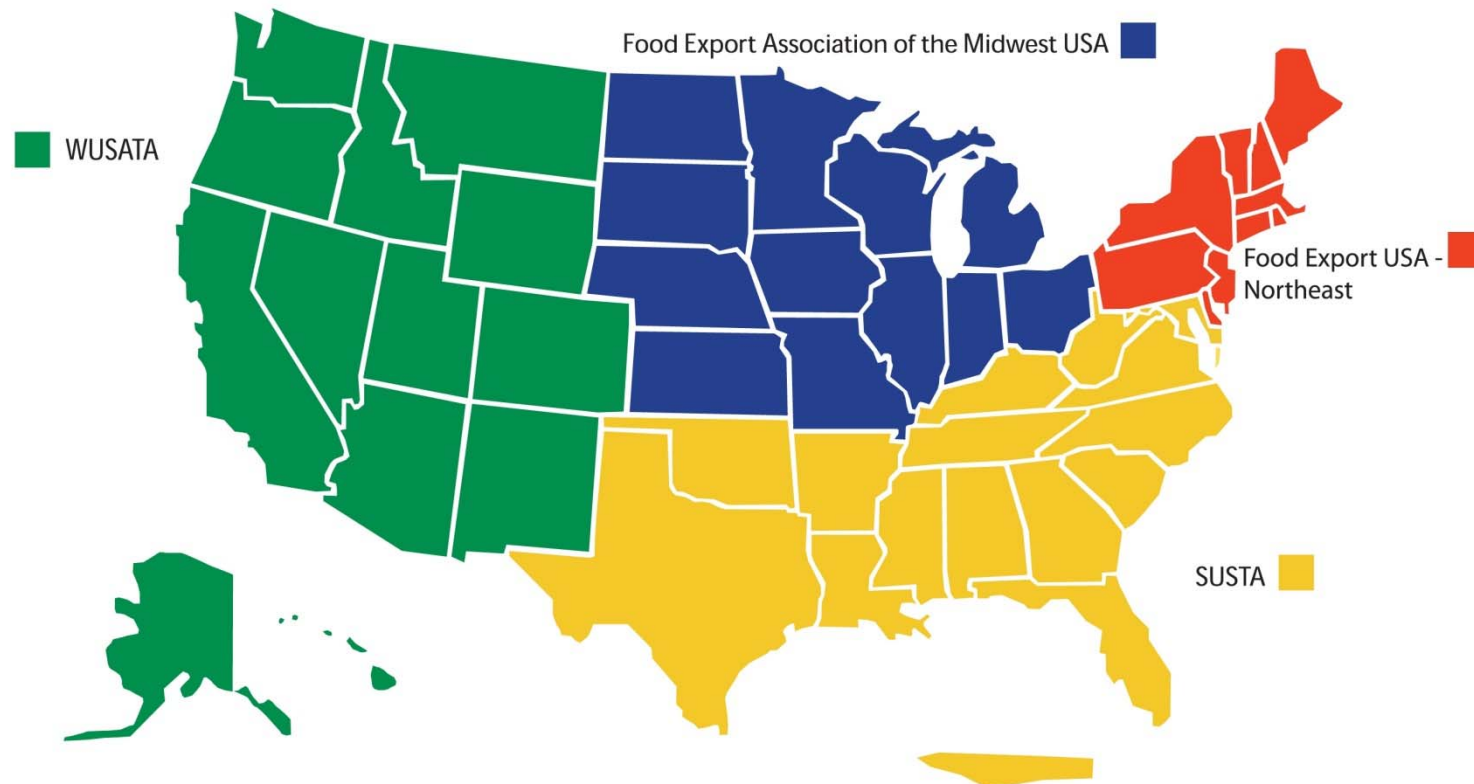 Food Export Association of the Midwest USA
WUSATA
Food Export USA -
Northeast
SUSTA